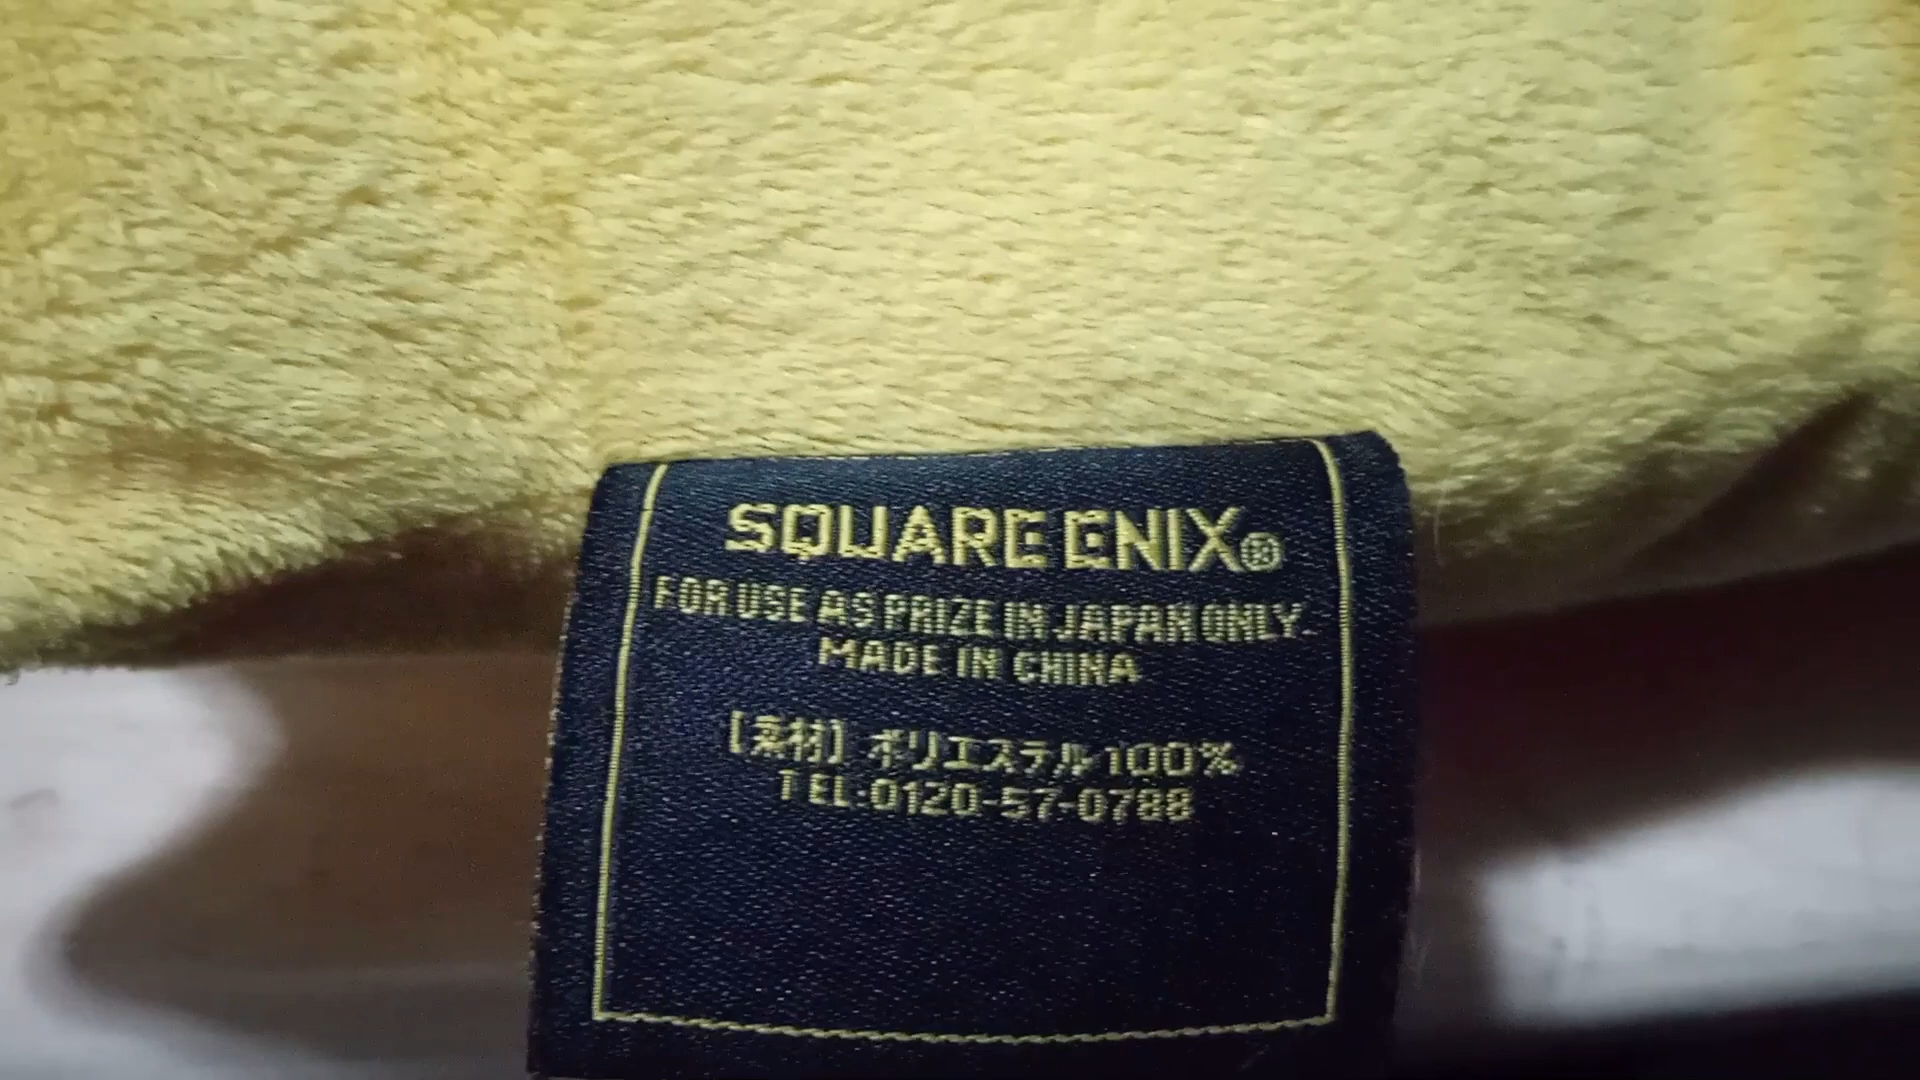 SQUARE ENIX®
FOR USE AS PRIZE IN JAPAN ONLY.
MADE IN CHINA
[素材] ポリエステル100%
TEL:0120-57-0788